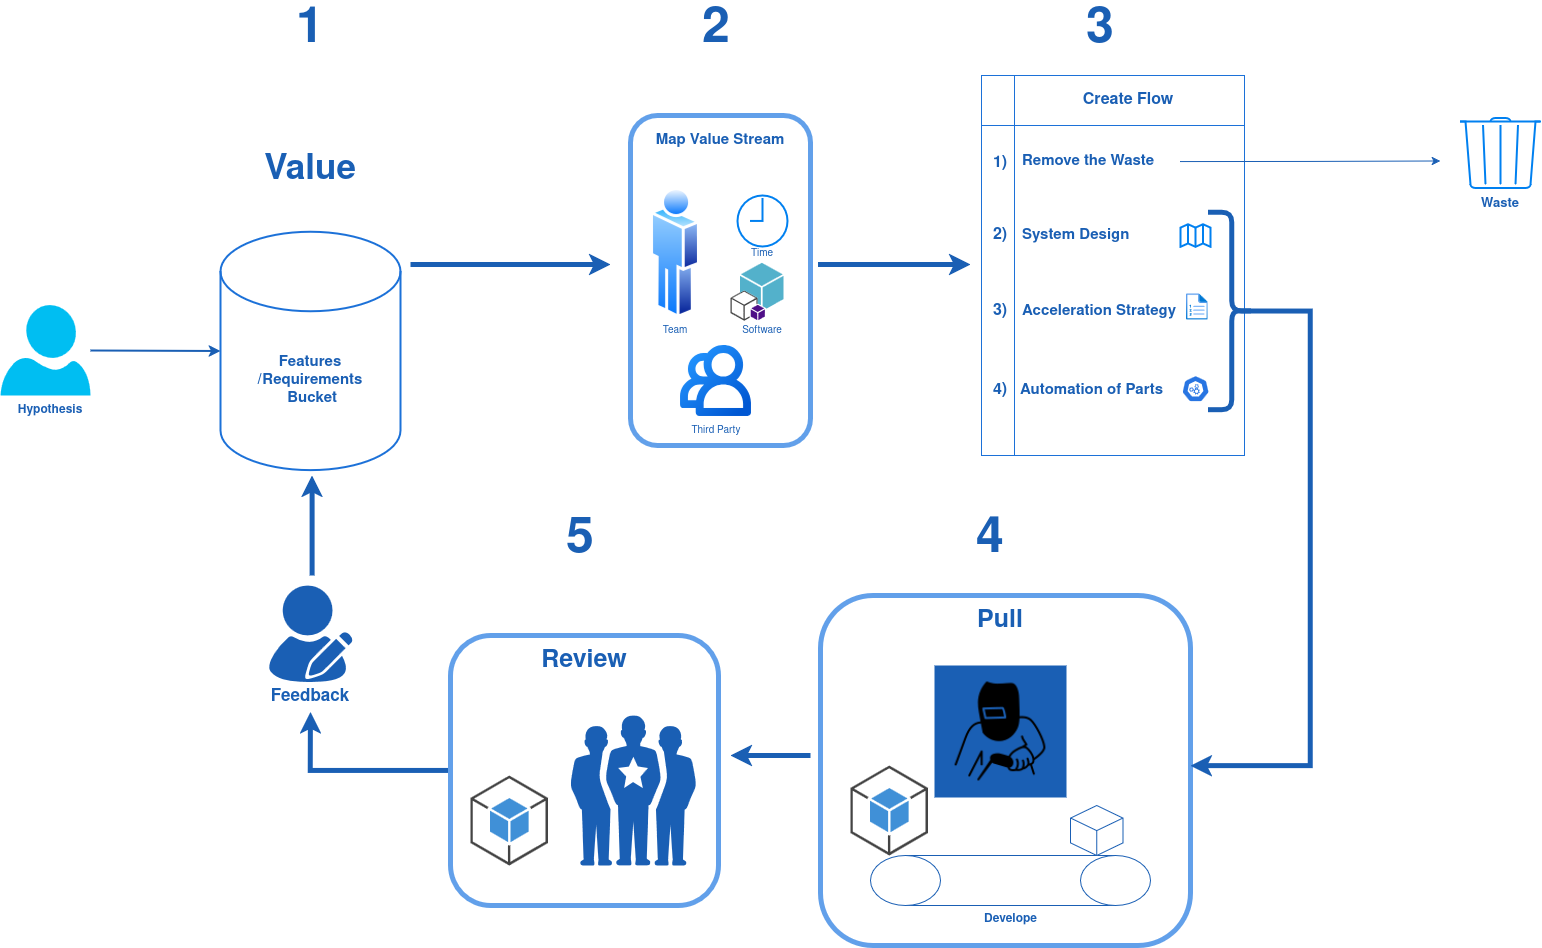 1
2
3
Value
Hypothesis
Features
/Requirements
Bucket
Map Value Stream
Time
Team
Software
Third Party
Create Flow
1) Remove the Waste
2) System Design
3) Acceleration Strategy
4) Automation of Parts
Waste
4
Pull
Develope
5
Review
Feedback